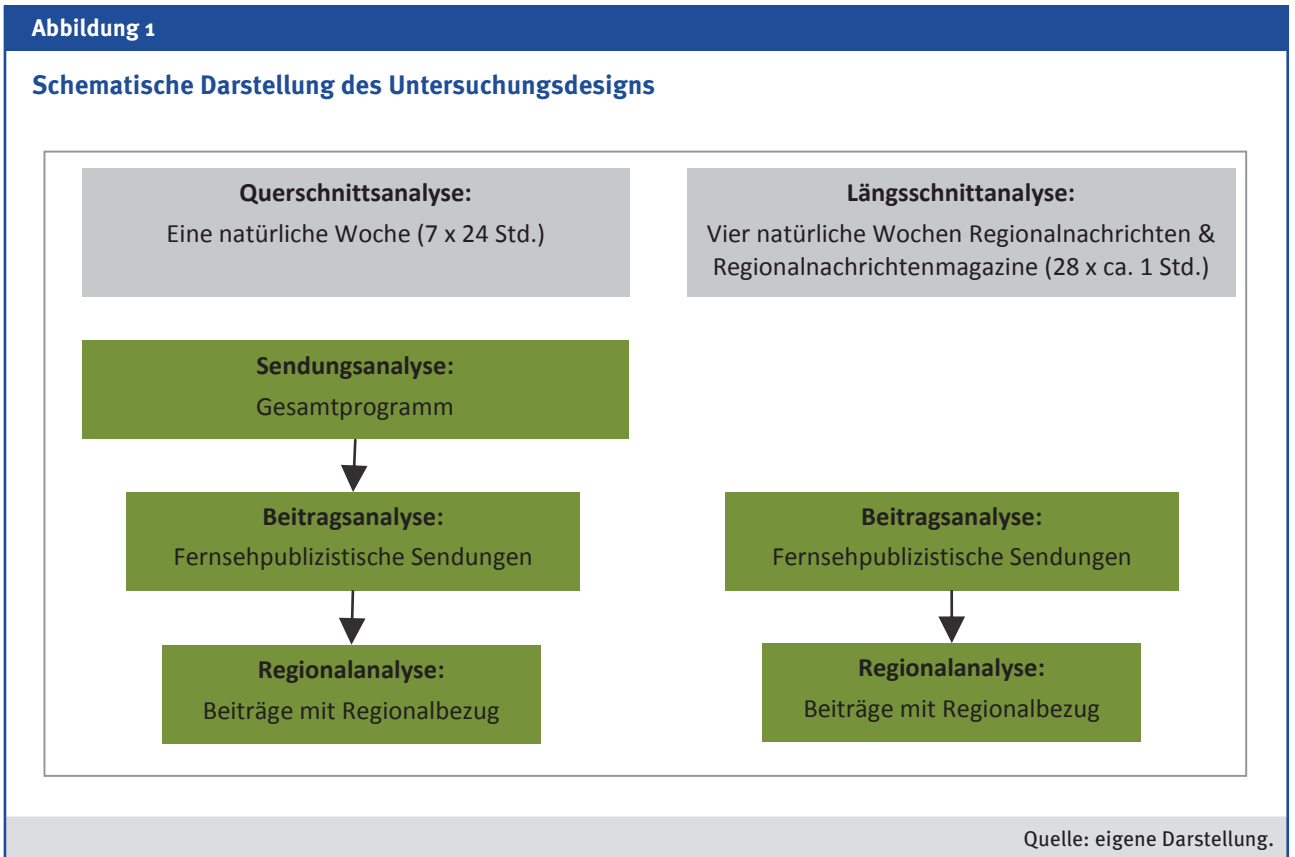 Abbildung 1
Schematische Darstellung des Untersuchungsdesigns
Querschnittsanalyse:
Eine natürliche Woche (7 x 24 Std.)
Längsschnittanalyse:
Vier natürliche Wochen Regionalnachrichten &
Regionalnachrichtenmagazine (28 x ca. 1 Std.)
Sendungsanalyse:
Gesamtprogramm
Beitragsanalyse:
Fernsehpublizistische Sendungen
Beitragsanalyse:
Fernsehpublizistische Sendungen
Regionalanalyse:
Beiträge mit Regionalbezug
Regionalanalyse:
Beiträge mit Regionalbezug
Quelle: eigene Darstellung.